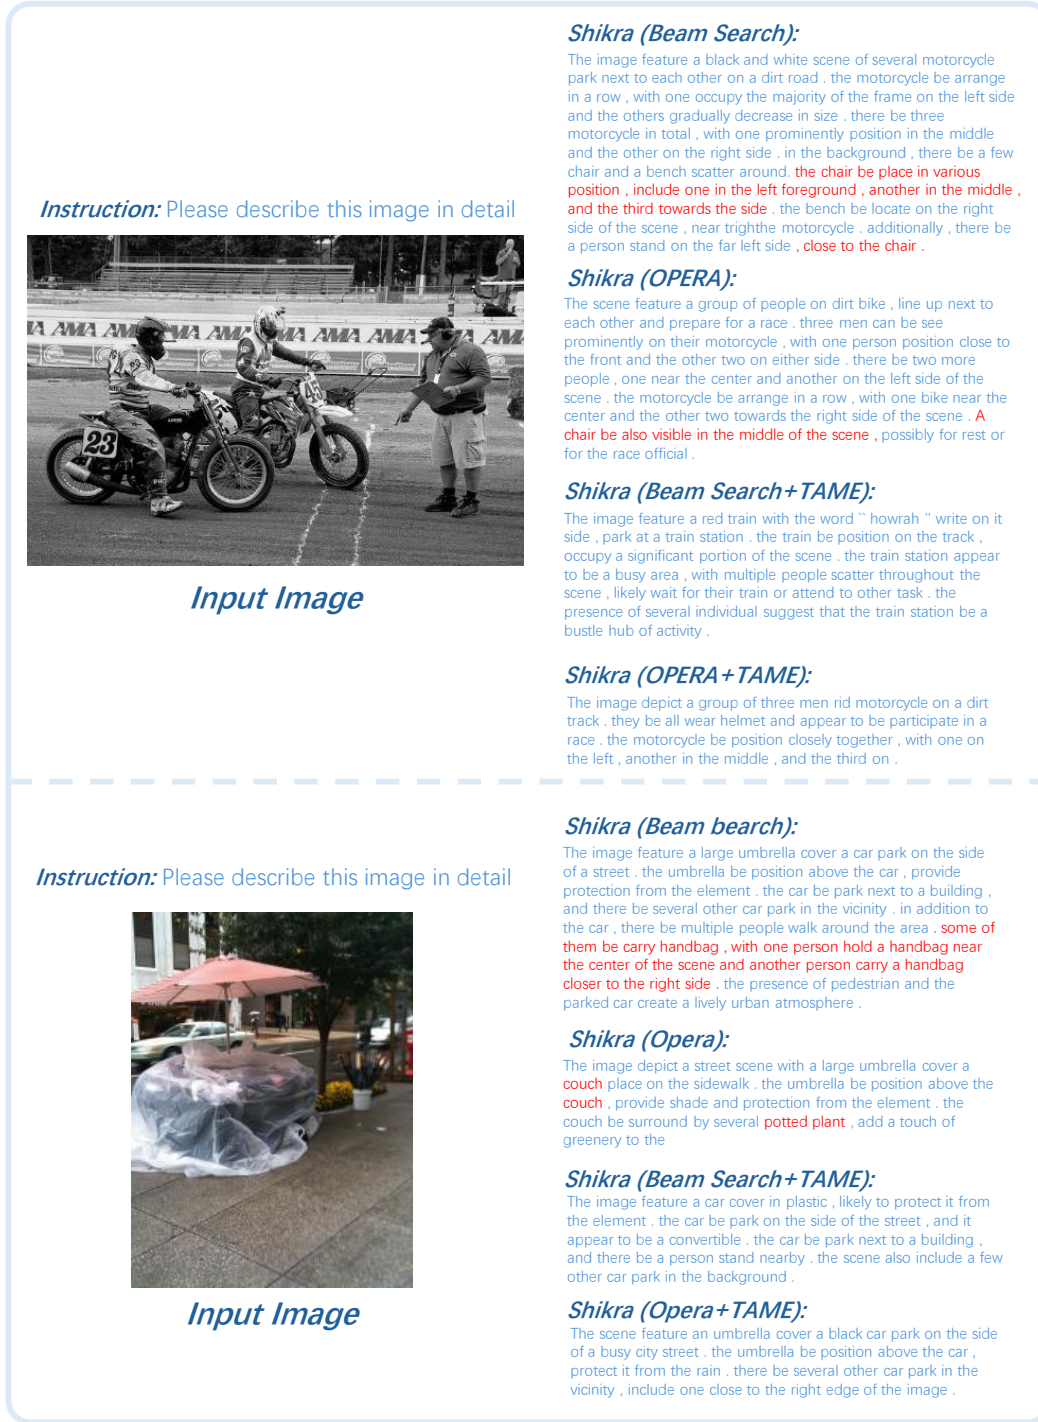 Shikra (Beam Search):
The image feature a black and white scene of several motorcycle
park next to each other on a dirt road . the motorcycle be arrange
in a row , with one occupy the majority of the frame on the left side
and the others gradually decrease in size . there be three
motorcycle in total , with one prominently position in the middle
and the other on the right side . in the background , there be a few
chair and a bench scatter around. the chair be place in various
position , include one in the left foreground , another in the middle ,
and the third towards the side . the bench be locate on the right
side of the scene , near trighthe motorcycle . additionally , there be
a person stand on the far left side , close to the chair .
Instruction: Please describe this image in detail
AMA AMA AMA AMA
23
45
Input Image
Shikra (OPERA):
The scene feature a group of people on dirt bike , line up next to
each other and prepare for a race . three men can be see
prominently on their motorcycle , with one person position close to
the front and the other two on either side . there be two more
people , one near the center and another on the left side of the
scene . the motorcycle be arrange in a row , with one bike near the
center and the other two towards the right side of the scene . A
chair be also visible in the middle of the scene , possibly for rest or
for the race official .
Shikra (Beam Search+TAME):
The image feature a red train with the word `` howrah '' write on it
side , park at a train station . the train be position on the track ,
occupy a significant portion of the scene . the train station appear
to be a busy area , with multiple people scatter throughout the
scene , likely wait for their train or attend to other task . the
presence of several individual suggest that the train station be a
bustle hub of activity .
Shikra (OPERA+TAME):
The image depict a group of three men rid motorcycle on a dirt
track . they be all wear helmet and appear to be participate in a
race . the motorcycle be position closely together , with one on
the left , another in the middle , and the third on .
Shikra (Beam bearch):
The image feature a large umbrella cover a car park on the side
of a street . the umbrella be position above the car , provide
protection from the element . the car be park next to a building ,
and there be several other car park in the vicinity . in addition to
the car , there be multiple people walk around the area . some of
them be carry handbag , with one person hold a handbag near
the center of the scene and another person carry a handbag
closer to the right side . the presence of pedestrian and the
parked car create a lively urban atmosphere .
Instruction: Please describe this image in detail
Input Image
Shikra (Opera):
The image depict a street scene with a large umbrella cover a
couch place on the sidewalk . the umbrella be position above the
couch , provide shade and protection from the element . the
couch be surround by several potted plant , add a touch of
greenery to the
Shikra (Beam Search+TAME):
The image feature a car cover in plastic , likely to protect it from
the element . the car be park on the side of the street , and it
appear to be a convertible . the car be park next to a building ,
and there be a person stand nearby . the scene also include a few
other car park in the background .
Shikra (Opera+TAME):
The scene feature an umbrella cover a black car park on the side
of a busy city street . the umbrella be position above the car ,
protect it from the rain . there be several other car park in the
vicinity , include one close to the right edge of the image .